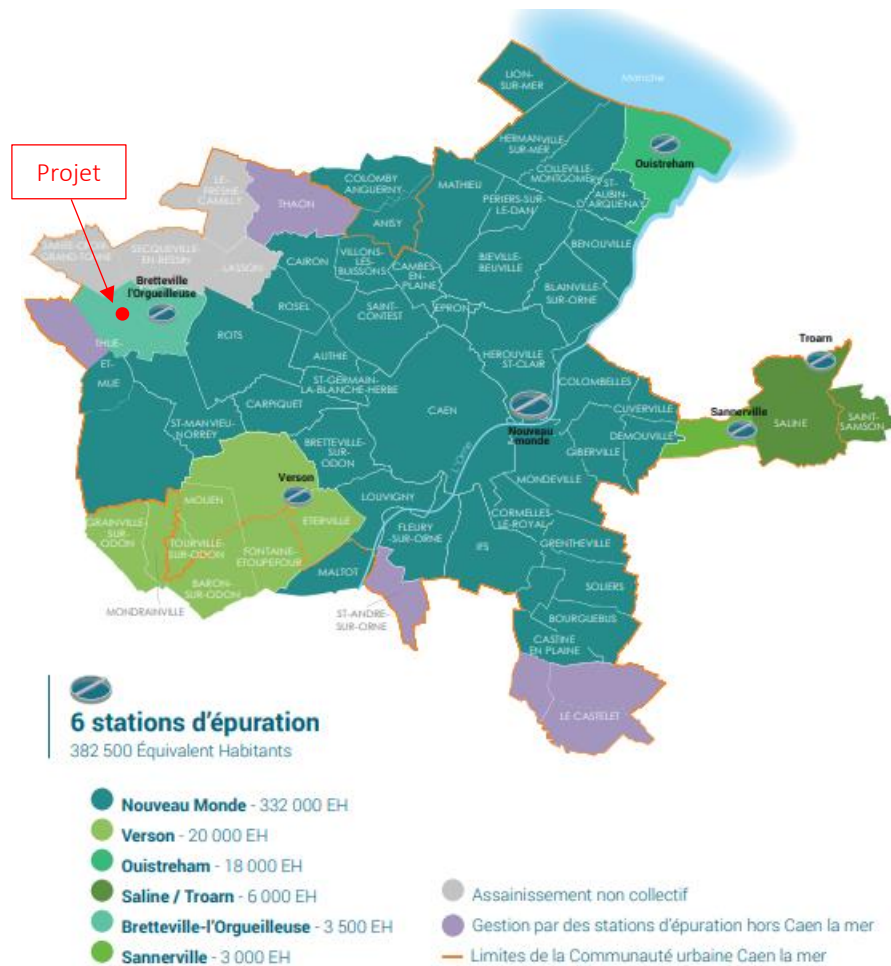 Manche
LION-
SUR-MER
HERMANVILLE-
SUR-MER
Ouistreham
COLLEVILLE-
MONTGOMERY
ST-
AUBIN-
D'ARQUENAY
Projet
LE-
FRESNE-
CAMILLY
THAON
COLOMBY
ANGUERNY
MATHIEU
PERIERS-SUR-
LE-DAN
ANISY
BENOUVILLE
SAINTE-CROIX-
GRAND-TONNE
SECQUEVILLE-
EN-BESSIN
LASSON
CAIRON
VILLONS-
LES-
BUISSONS
CAMBES-
EN-
PLAINE
BIEVILLE-
BEUVILLE
Bretteville
l'Orgueilleuse
BLAINVILLE-
SUR-ORNE
ROSEL
SAINT-
CONTEST
EPRON
THUE-
ET-
MUE
ROTS
AUTHIE
HEROUVILLE
ST-CLAIR
Troarn
ST-GERMAIN-
LA-BLANCHE-HERBE
COLOMBELLES
CARPIQUET
CAEN
CUVERVILLE
Sannerville
SALINE
SAINT-
SAMSON
ST-MANVIEU-
NORREY
BRETTEVILLE-
SUR-
ODON
Nouveau
monde
DEMOUVILLE
GIBERVILLE
L'Orne
Verson
MONDEVILLE
MOUEN
LOUVIGNY
CORMELLES-
LE-ROYAL
GRAINVILLE-
SUR-
ODON
ETERVILLE
FLEURY
-SUR-ORNE
IFS
GRENTHEVILLE
TOURVILLE-
SUR-ODON
FONTAINE-
ETOUPEFOUR
MALTOT
BARON-
SUR-ODON
SOLIERS
MONDRAINVILLE
ST-ANDRE-
SUR-ORNE
BOURGUEBUS
CASTINE
EN PLAINE
LE CASTELET
6 stations d'épuration
382 500 Équivalent Habitants
Nouveau Monde - 332 000 EH
Verson - 20 000 EH
Ouistreham - 18 000 EH
Saline / Troarn - 6 000 EH
Bretteville-l'Orgueilleuse - 3 500 EH
Sannerville - 3 000 EH
Assainissement non collectif
Gestion par des stations d'épuration hors Caen la mer
Limites de la Communauté urbaine Caen la mer